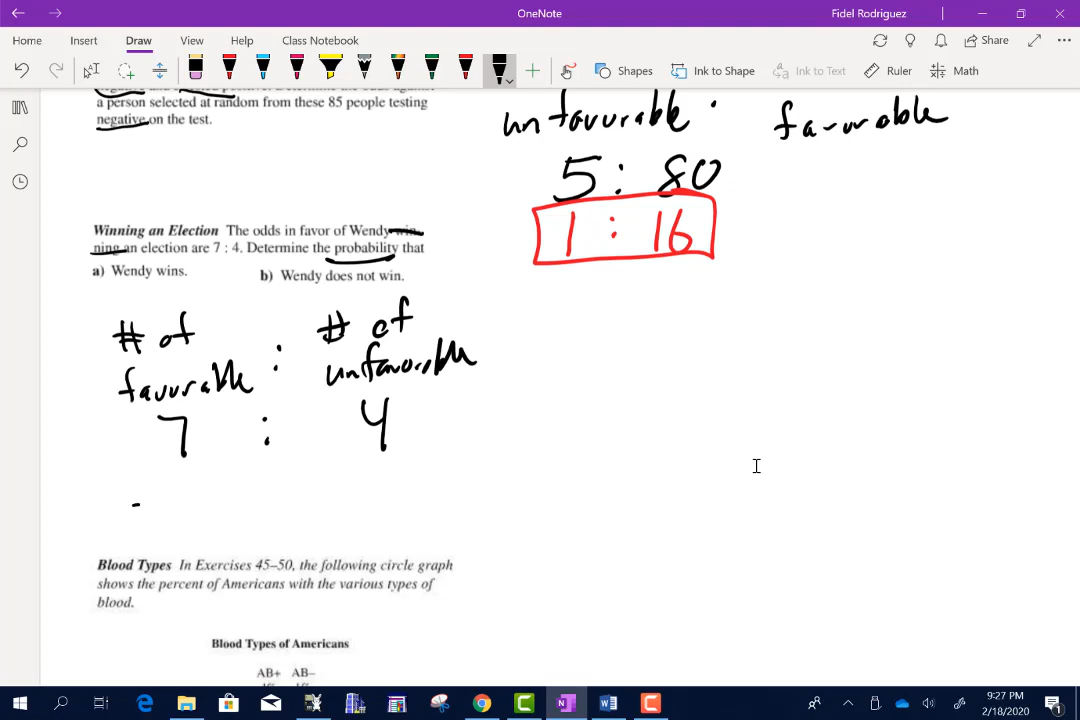 OneNote
Fidel Rodriguez
Home Insert Draw View Help Class Notebook
Share
Shapes Ink to Shape Ink to Text Ruler Math
a person selected at random from these 85 people testing
negative on the test.
unfavorable : favorable
5 : 80
1 : 16
Winning an Election The odds in favor of Wendy win-
ning an election are 7 : 4. Determine the probability that
a) Wendy wins. b) Wendy does not win.
# of : # of
favorable unfavorable
7 : 4
-
Blood Types In Exercises 45–50, the following circle graph
shows the percent of Americans with the various types of
blood.
Blood Types of Americans
AB+ AB–
9:27 PM
2/18/2020
1